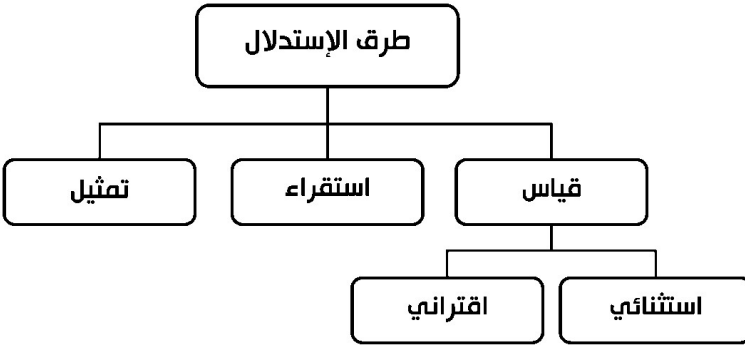 طرق الإستدلال
قياس
استقراء
تمثيل
استثنائي
اقتراني